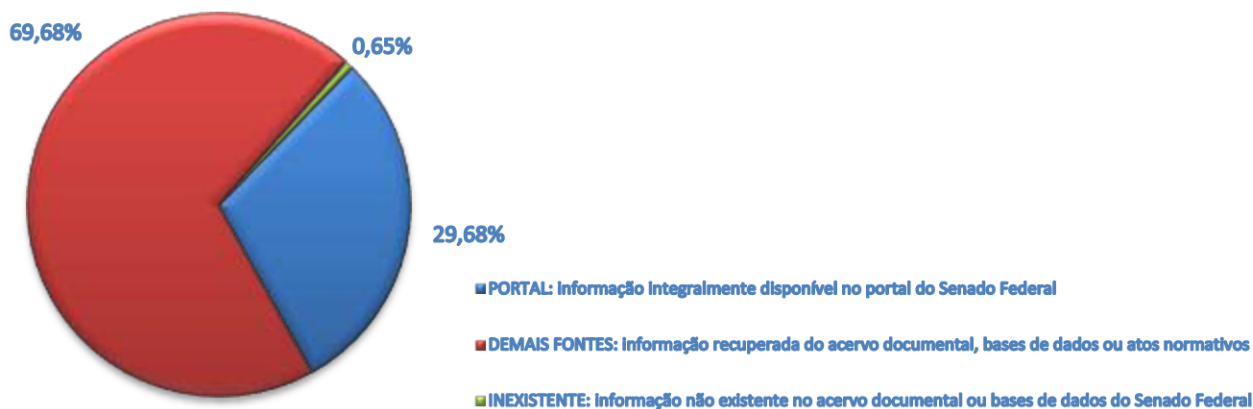 69,68%
0,65%
29,68%
PORTAL: informação integralmente disponível no portal do Senado Federal
DEMAIS FONTES: informação recuperada do acervo documental, bases de dados ou atos normativos
INEXISTENTE: informação não existente no acervo documental ou bases de dados do Senado Federal